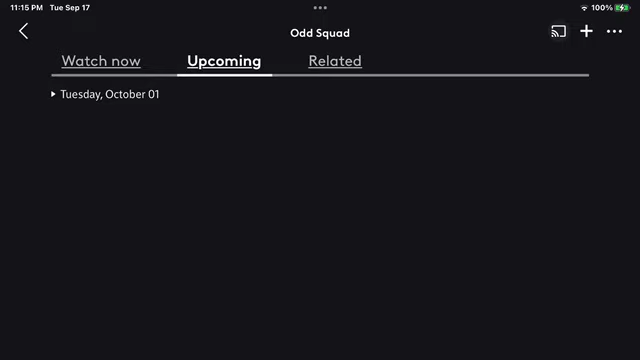 11:15 PM Tue Sep 17
100%
Odd Squad
Watch now Upcoming Related
Tuesday, October 01